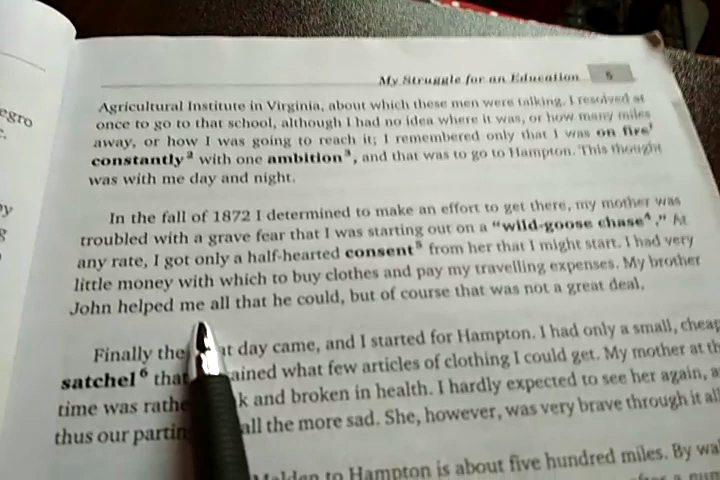 egro
My Struggle for an Education 5
Agricultural Institute in Virginia, about which these men were talking. I resolved at
once to go to that school, although I had no idea where it was, or how many miles
away, or how I was going to reach it; I remembered only that I was on fire¹
constantly² with one ambition³, and that was to go to Hampton. This thought
was with me day and night.
In the fall of 1872 I determined to make an effort to get there, my mother was
troubled with a grave fear that I was starting out on a “wild-goose chase⁴.” At
any rate, I got only a half-hearted consent⁵ from her that I might start. I had very
little money with which to buy clothes and pay my travelling expenses. My brother
John helped me all that he could, but of course that was not a great deal.
Finally the day came, and I started for Hampton. I had only a small, cheap
satchel⁶ that what few articles of clothing I could get. My mother at th
time was and broken in health. I hardly expected to see her again, a
thus our all the more sad. She, however, was very brave through it all
to Hampton is about five hundred miles. By wa